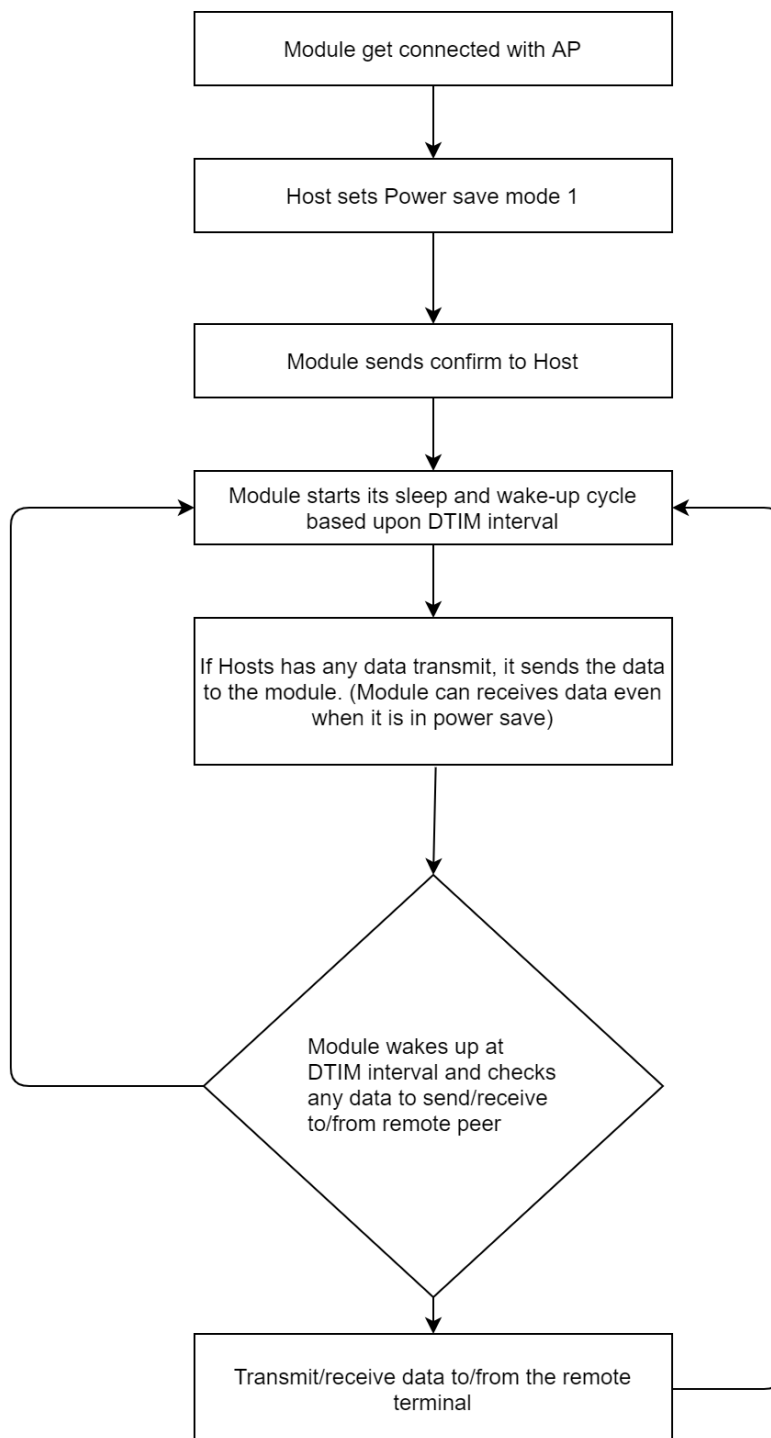 Module get connected with AP
Host sets Power save mode 1
Module sends confirm to Host
Module starts its sleep and wake-up cycle
based upon DTIM interval
If Hosts has any data transmit, it sends the data
to the module. (Module can receives data even
when it is in power save)
Module wakes up at
DTIM interval and checks
any data to send/receive
to/from remote peer
Transmit/receive data to/from the remote
terminal